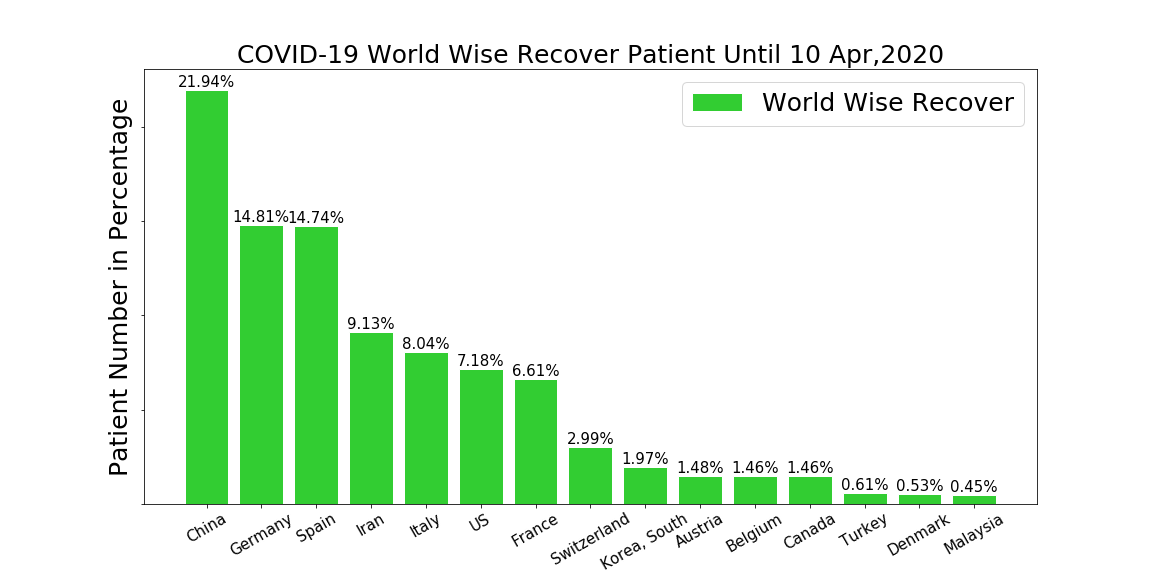 COVID-19 World Wise Recover Patient Until 10 Apr,2020
World Wise Recover
Patient Number in Percentage
21.94%
14.81%
14.74%
9.13%
8.04%
7.18%
6.61%
2.99%
1.97%
1.48%
1.46%
1.46%
0.61%
0.53%
0.45%
China
Germany
Spain
Iran
Italy
US
France
Switzerland
Korea, South
Austria
Belgium
Canada
Turkey
Denmark
Malaysia